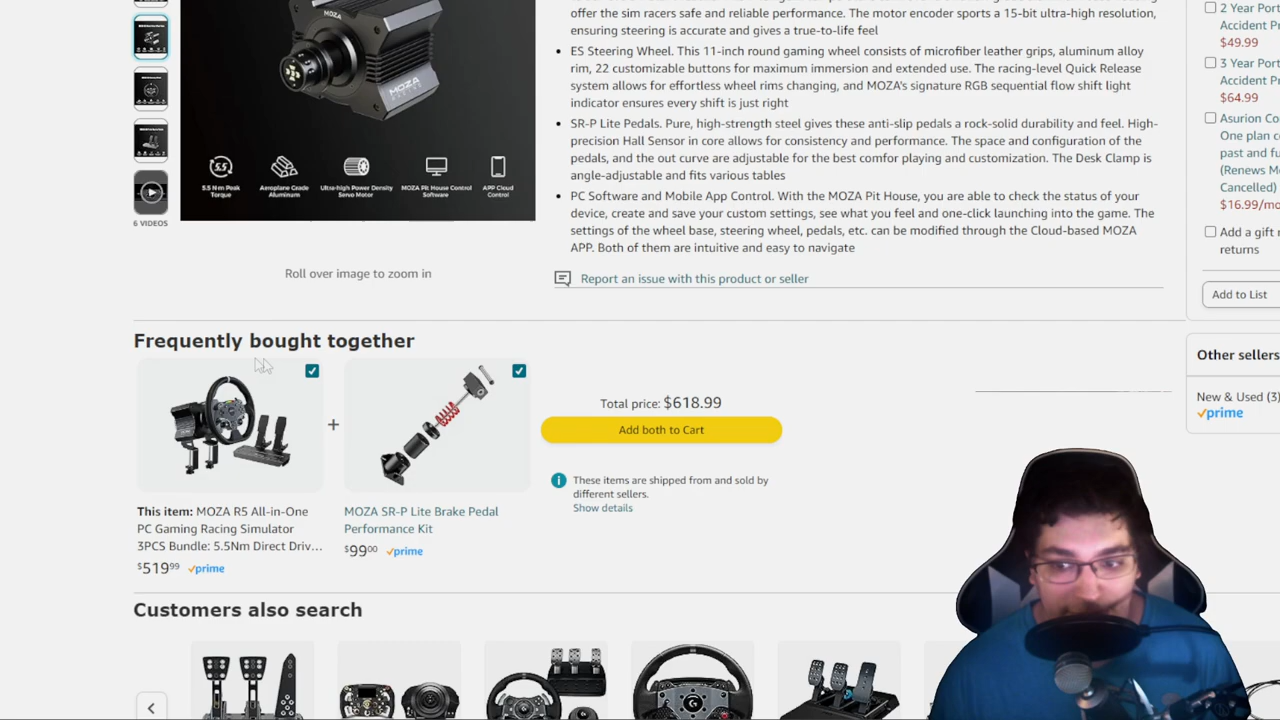 MOZA
MOZA
5.5 Nm Peak
Torque
Aeroplane Grade
Aluminum
Ultra-high Power Density
Servo Motor
MOZA Pit House Control
Software
APP Cloud
Control
6 VIDEOS
Roll over image to zoom in
offer the sim racers safe and reliable performance. The motor encoder sports a 15-bit ultra-high resolution,
ensuring steering is accurate and gives a true-to-life feel
• ES Steering Wheel. This 11-inch round gaming wheel consists of microfiber leather grips, aluminum alloy
rim, 22 customizable buttons for maximum immersion and extended use. The racing-level Quick Release
system allows for effortless wheel rims changing, and MOZA's signature RGB sequential flow shift light
indicator ensures every shift is just right
• SR-P Lite Pedals. Pure, high-strength steel gives the anti-slip pedals a rock-solid durability and feel. High-
precision Hall Sensor in core allows for consistency and performance. The space and configuration of the
pedals, and the out curve are adjustable for the best comfor playing and customization. The Desk Clamp is
angle-adjustable and fits various tables
• PC Software and Mobile App Control. With the MOZA Pit House, you are able to check the status of your
device, create and save your custom settings, see what you feel and one-click launching into the game. The
settings of the wheel base, steering wheel, pedals, etc. can be modified through the Cloud-based MOZA
APP. Both of them are intuitive and easy to navigate
Report an issue with this product or seller
2 Year Port
Accident P
$49.99
3 Year Port
Accident P
$64.99
Asurion Co
One plan c
past and fu
(Renews M
Cancelled)
$16.99/mo
Add a gift r
returns
Add to List
Other sellers
New & Used (3)
prime
Frequently bought together
+
This item: MOZA R5 All-in-One
PC Gaming Racing Simulator
3PCS Bundle: 5.5Nm Direct Driv...
$519.99 prime
MOZA SR-P Lite Brake Pedal
Performance Kit
$99.00 prime
Total price: $618.99
Add both to Cart
These items are shipped from and sold by
different sellers.
Show details
Customers also search